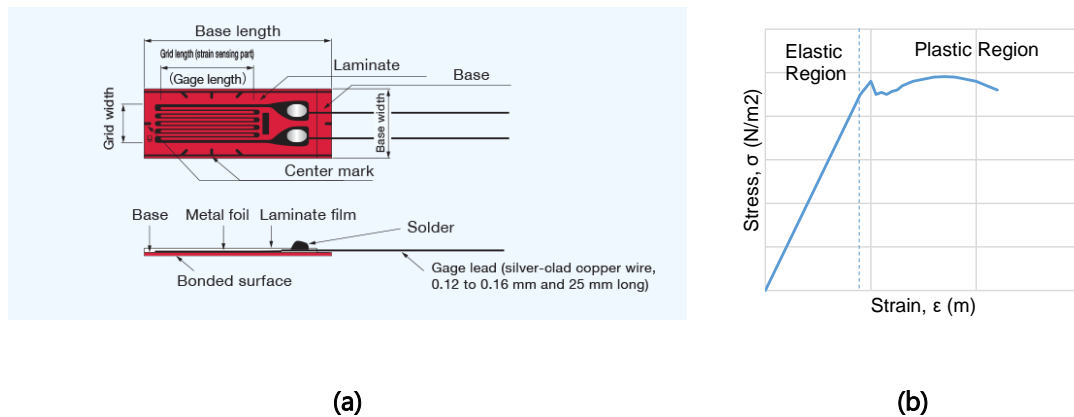 Base length
Grid length (strain sensing part)
(Gage length)
Laminate
Base
Grid width
Base width
Center mark
Base
Metal foil
Laminate film
Solder
Bonded surface
Gage lead (silver-clad copper wire,
0.12 to 0.16 mm and 25 mm long)
(a)
Elastic
Region
Plastic Region
Stress, σ (N/m2)
Strain, ε (m)
(b)